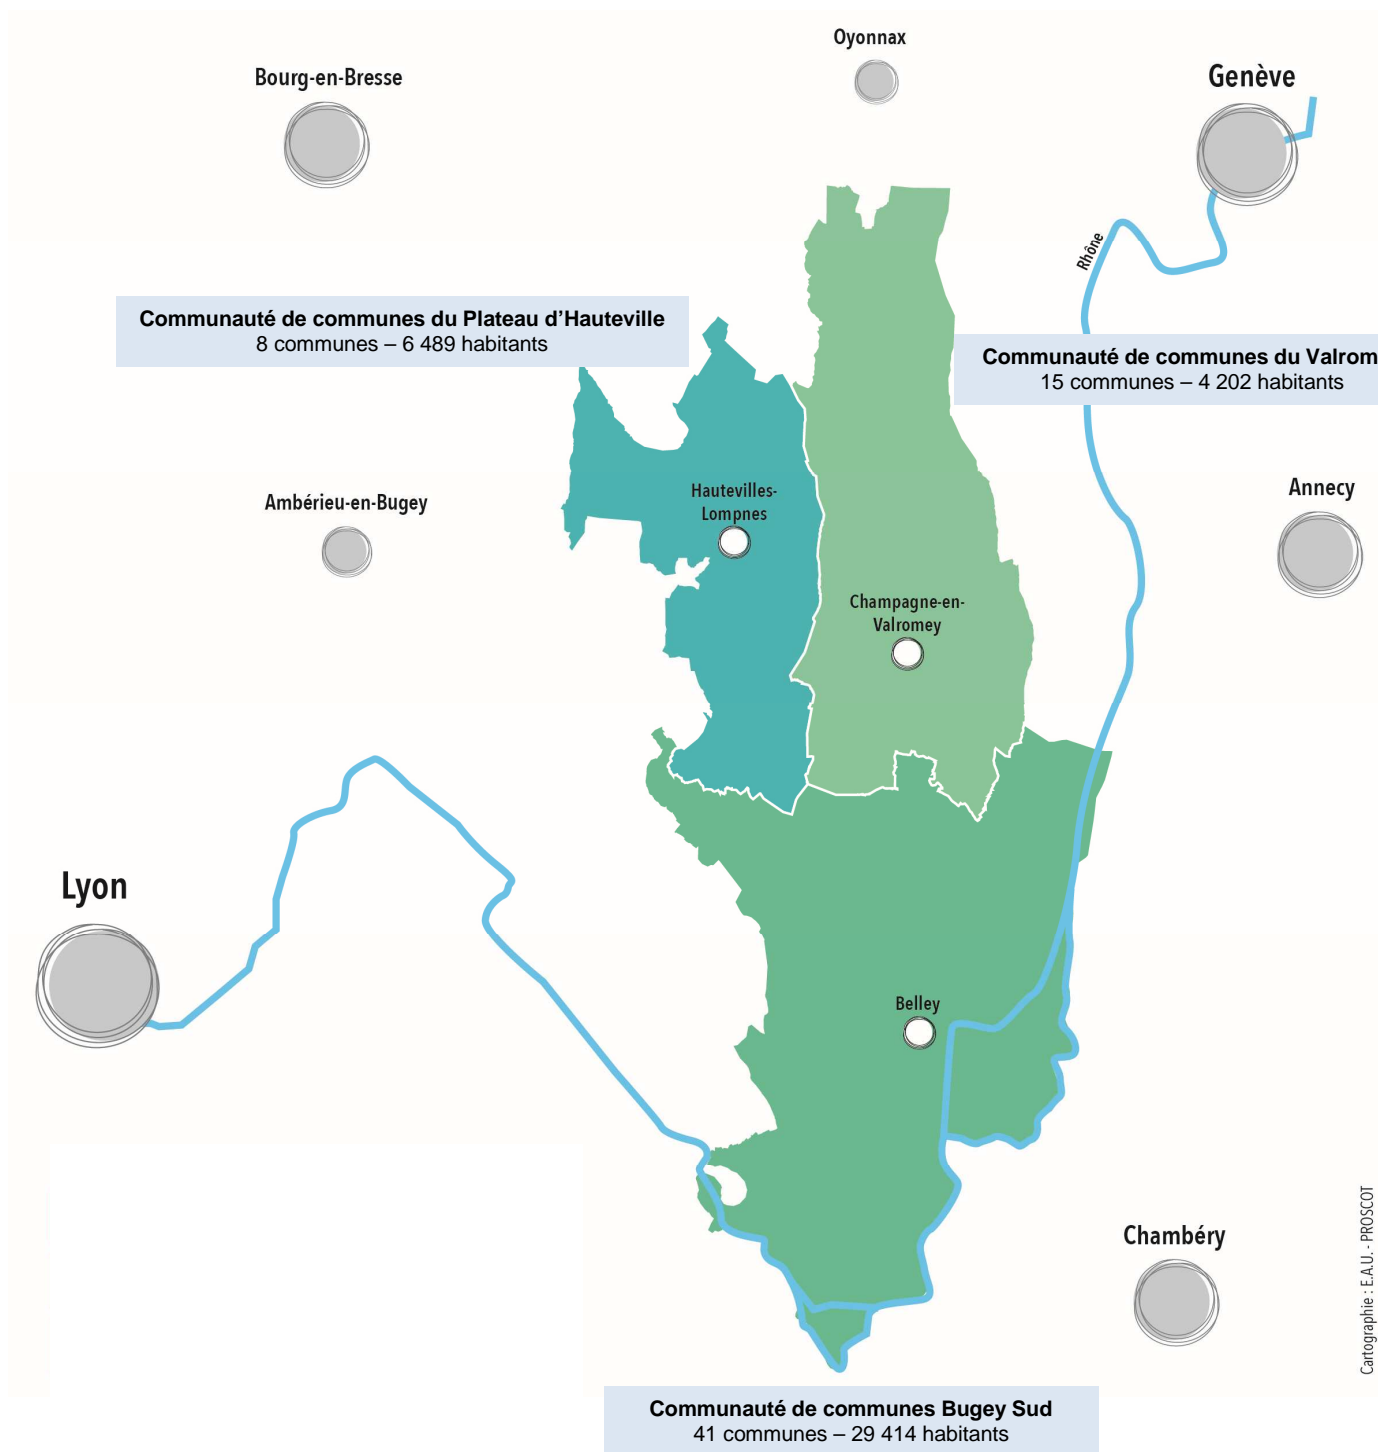 Oyonnax
Bourg-en-Bresse
Genève
Rhône
Communauté de communes du Plateau d’Hauteville
8 communes – 6 489 habitants
Communauté de communes du Valrom
15 communes – 4 202 habitants
Hautevilles-
Lompnes
Ambérieu-en-Bugey
Annecy
Champagne-en-
Valromey
Lyon
Belley
Chambéry
Cartographie : E.A.U. - PROSCOT
Communauté de communes Bugey Sud
41 communes – 29 414 habitants